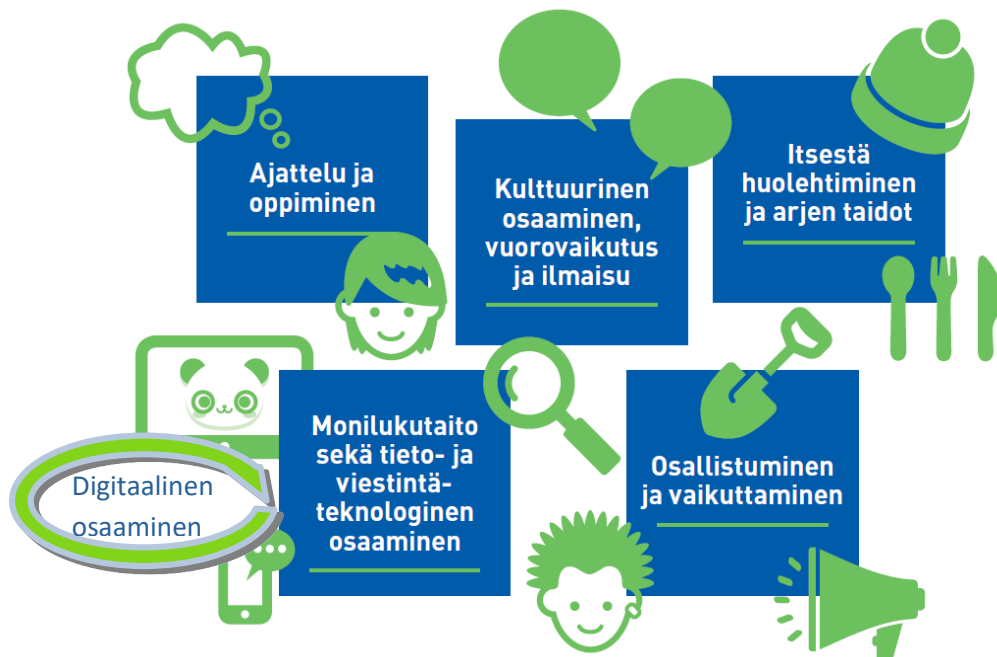 Ajattelu ja
oppiminen
Kulttuurinen
osaaminen,
vuorovaikutus
ja ilmaisu
Itsestä
huolehtiminen
ja arjen taidot
Digitaalinen
osaaminen
Monilukutaito
sekä tieto- ja
viestintä-
teknologinen
osaaminen
Osallistuminen
ja vaikuttaminen